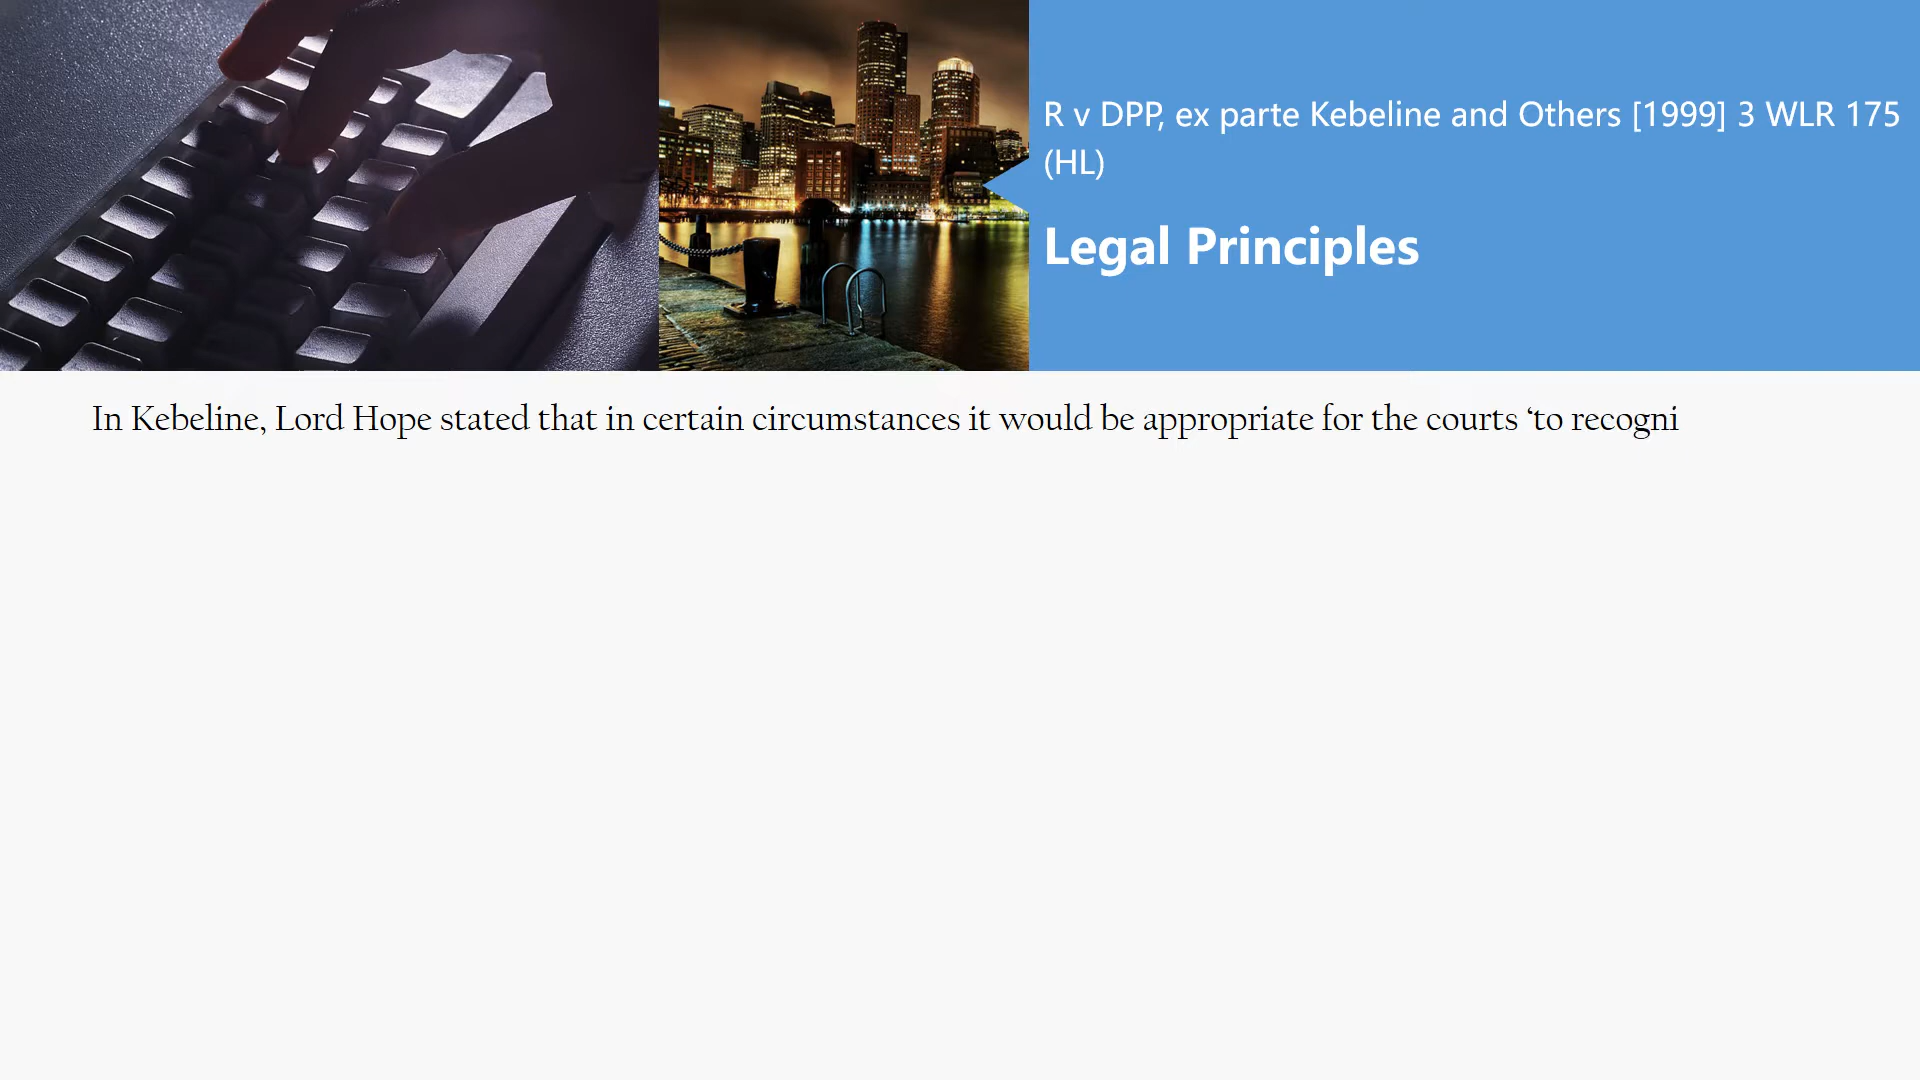 R v DPP, ex parte Kebeline and Others [1999] 3 WLR 175
(HL)
Legal Principles
In Kebeline, Lord Hope stated that in certain circumstances it would be appropriate for the courts ‘to recogni